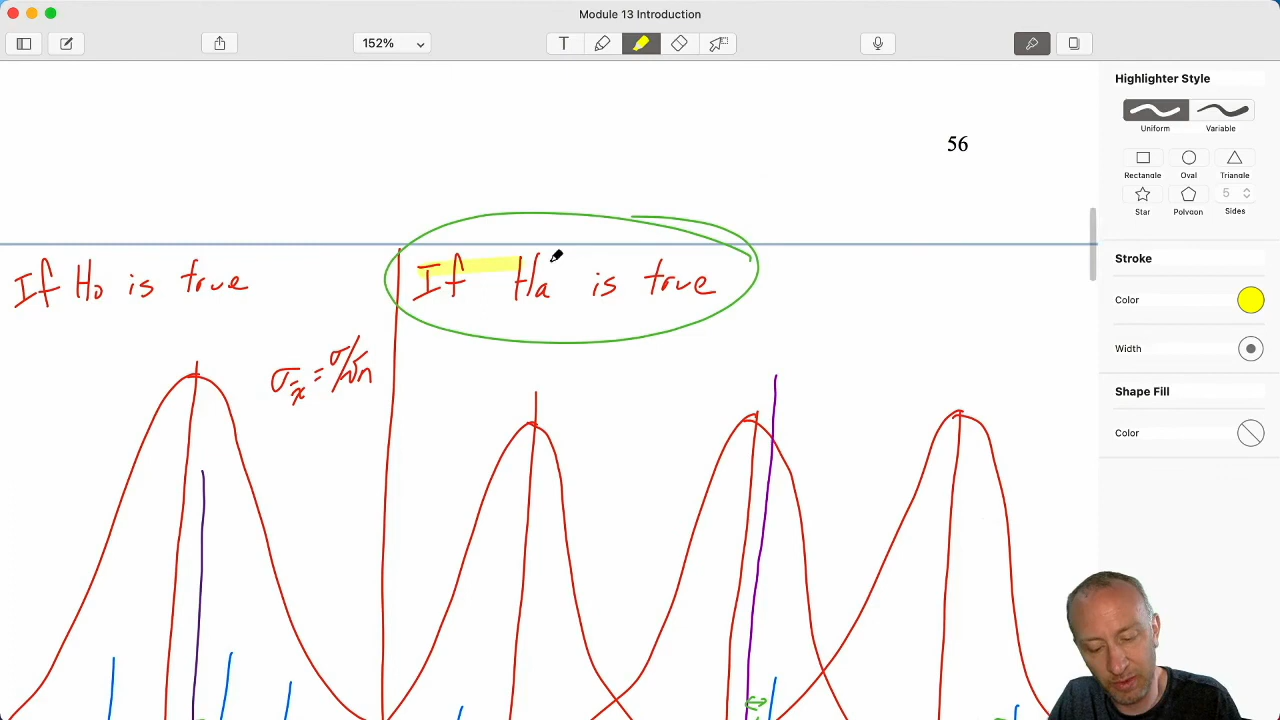 Module 13 Introduction
152%
T
Highlighter Style
Uniform Variable
Rectangle Oval Triangle
5
Star Polygon Sides
Stroke
Color
Width
Shape Fill
Color
56
If Ho is true
If Ha is true
σx̄ = σ/√n